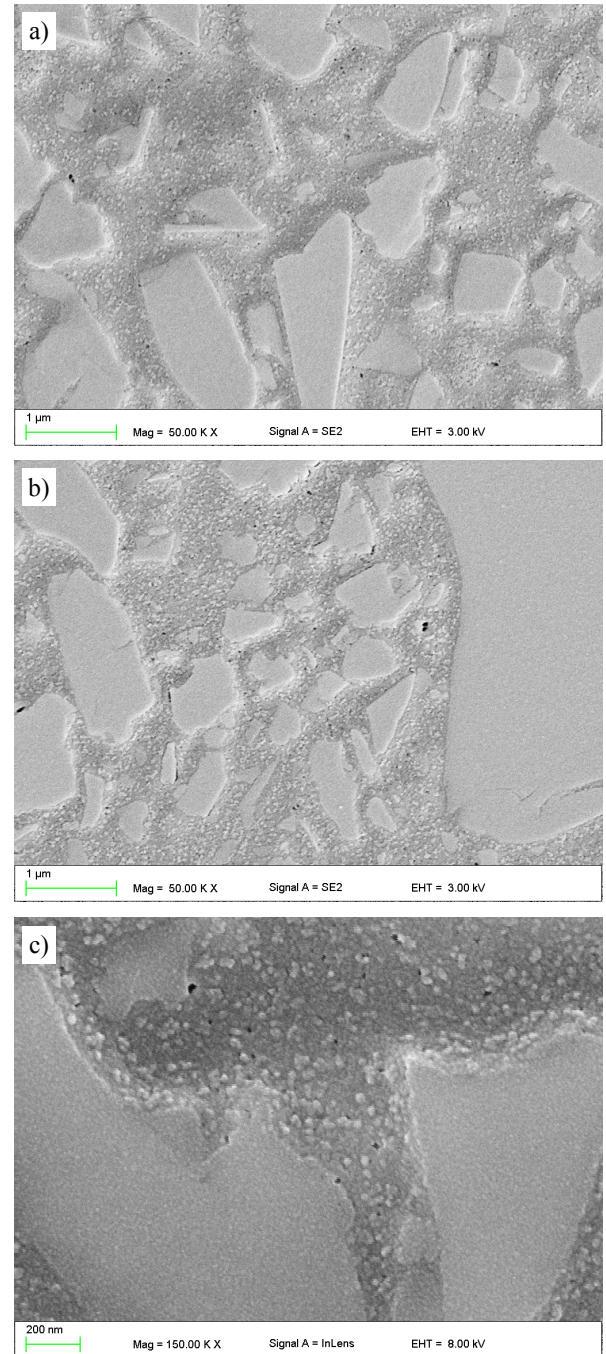 a)
1 µm
Mag = 50.00 K X Signal A = SE2 EHT = 3.00 kV
b)
1 µm
Mag = 50.00 K X Signal A = SE2 EHT = 3.00 kV
c)
200 nm
Mag = 150.00 K X Signal A = InLens EHT = 8.00 kV